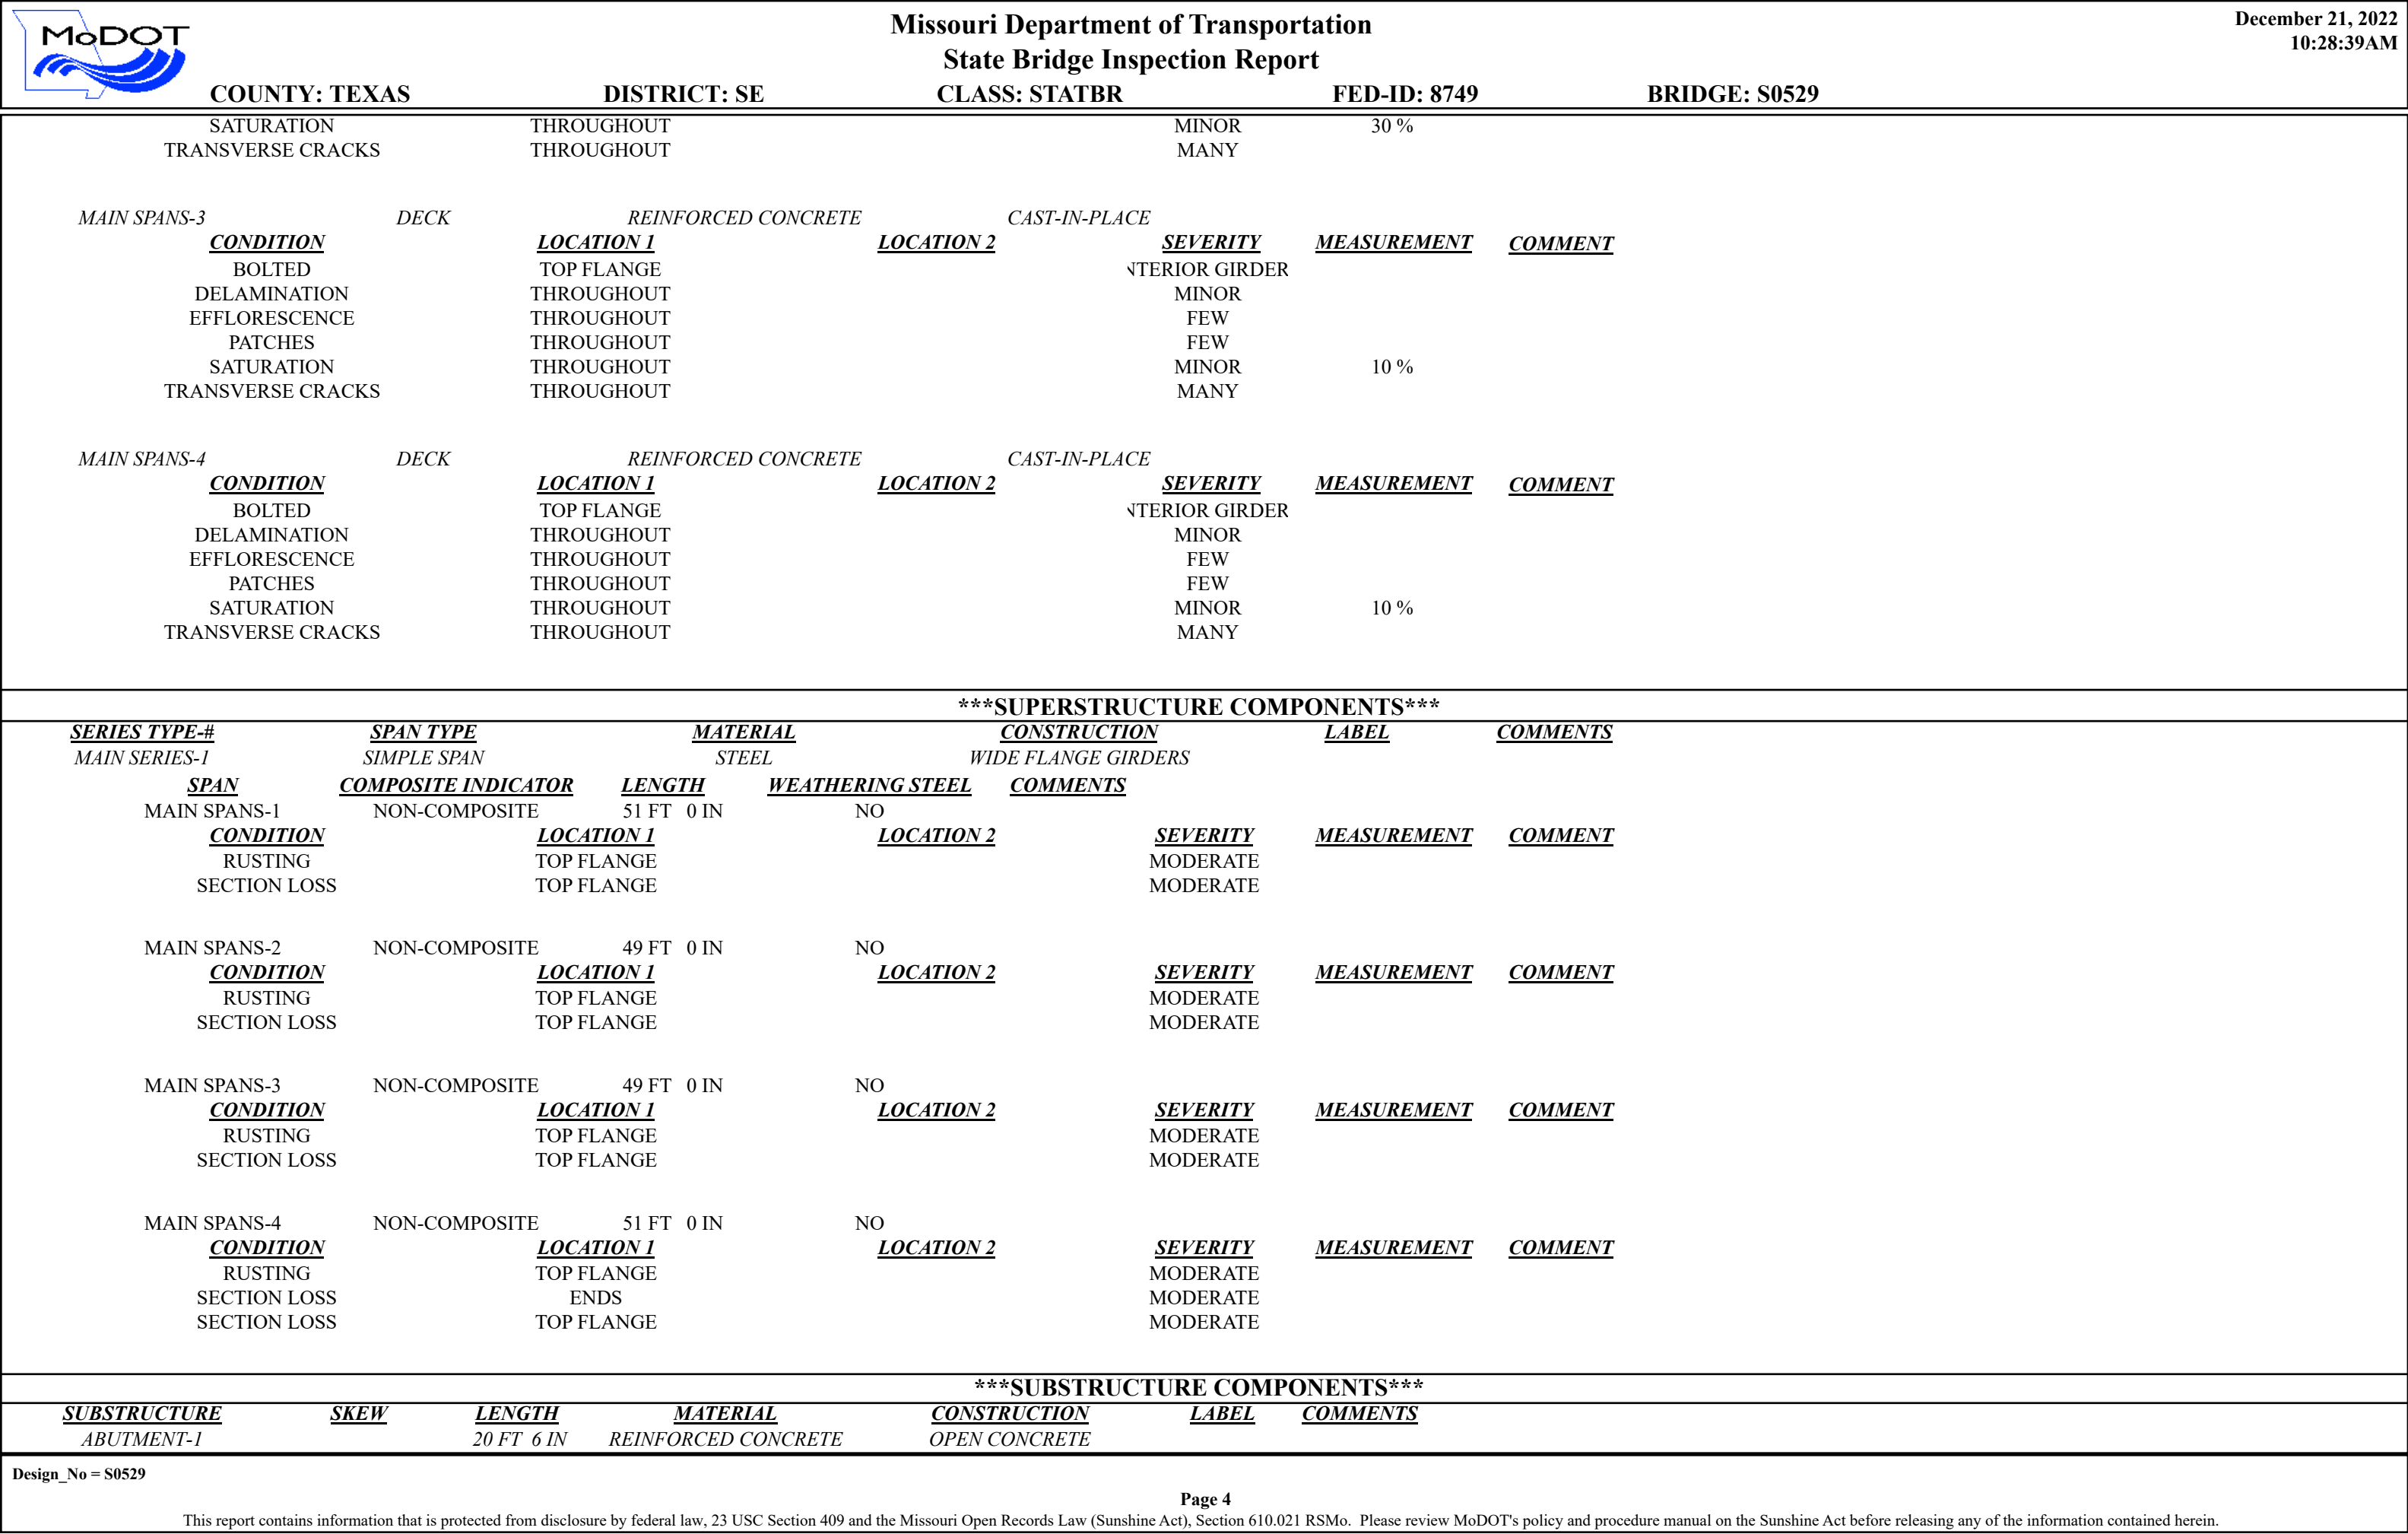 MoDOT
Missouri Department of Transportation
State Bridge Inspection Report
December 21, 2022
10:28:39AM
COUNTY: TEXAS DISTRICT: SE CLASS: STATBR FED-ID: 8749 BRIDGE: S0529
SATURATION THROUGHOUT MINOR 30 %
TRANSVERSE CRACKS THROUGHOUT MANY
MAIN SPANS-3 DECK REINFORCED CONCRETE CAST-IN-PLACE
CONDITION LOCATION 1 LOCATION 2 SEVERITY MEASUREMENT COMMENT
BOLTED TOP FLANGE NTERIOR GIRDER
DELAMINATION THROUGHOUT MINOR
EFFLORESCENCE THROUGHOUT FEW
PATCHES THROUGHOUT FEW
SATURATION THROUGHOUT MINOR 10 %
TRANSVERSE CRACKS THROUGHOUT MANY
MAIN SPANS-4 DECK REINFORCED CONCRETE CAST-IN-PLACE
CONDITION LOCATION 1 LOCATION 2 SEVERITY MEASUREMENT COMMENT
BOLTED TOP FLANGE NTERIOR GIRDER
DELAMINATION THROUGHOUT MINOR
EFFLORESCENCE THROUGHOUT FEW
PATCHES THROUGHOUT FEW
SATURATION THROUGHOUT MINOR 10 %
TRANSVERSE CRACKS THROUGHOUT MANY
***SUPERSTRUCTURE COMPONENTS***
SERIES TYPE-# SPAN TYPE MATERIAL CONSTRUCTION LABEL COMMENTS
MAIN SERIES-1 SIMPLE SPAN STEEL WIDE FLANGE GIRDERS
SPAN COMPOSITE INDICATOR LENGTH WEATHERING STEEL COMMENTS
MAIN SPANS-1 NON-COMPOSITE 51 FT 0 IN NO
CONDITION LOCATION 1 LOCATION 2 SEVERITY MEASUREMENT COMMENT
RUSTING TOP FLANGE MODERATE
SECTION LOSS TOP FLANGE MODERATE
MAIN SPANS-2 NON-COMPOSITE 49 FT 0 IN NO
CONDITION LOCATION 1 LOCATION 2 SEVERITY MEASUREMENT COMMENT
RUSTING TOP FLANGE MODERATE
SECTION LOSS TOP FLANGE MODERATE
MAIN SPANS-3 NON-COMPOSITE 49 FT 0 IN NO
CONDITION LOCATION 1 LOCATION 2 SEVERITY MEASUREMENT COMMENT
RUSTING TOP FLANGE MODERATE
SECTION LOSS TOP FLANGE MODERATE
MAIN SPANS-4 NON-COMPOSITE 51 FT 0 IN NO
CONDITION LOCATION 1 LOCATION 2 SEVERITY MEASUREMENT COMMENT
RUSTING TOP FLANGE MODERATE
SECTION LOSS ENDS MODERATE
SECTION LOSS TOP FLANGE MODERATE
***SUBSTRUCTURE COMPONENTS***
SUBSTRUCTURE SKEW LENGTH MATERIAL CONSTRUCTION LABEL COMMENTS
ABUTMENT-1 20 FT 6 IN REINFORCED CONCRETE OPEN CONCRETE
Design_No = S0529
Page 4
This report contains information that is protected from disclosure by federal law, 23 USC Section 409 and the Missouri Open Records Law (Sunshine Act), Section 610.021 RSMo. Please review MoDOT's policy and procedure manual on the Sunshine Act before releasing any of the information contained herein.